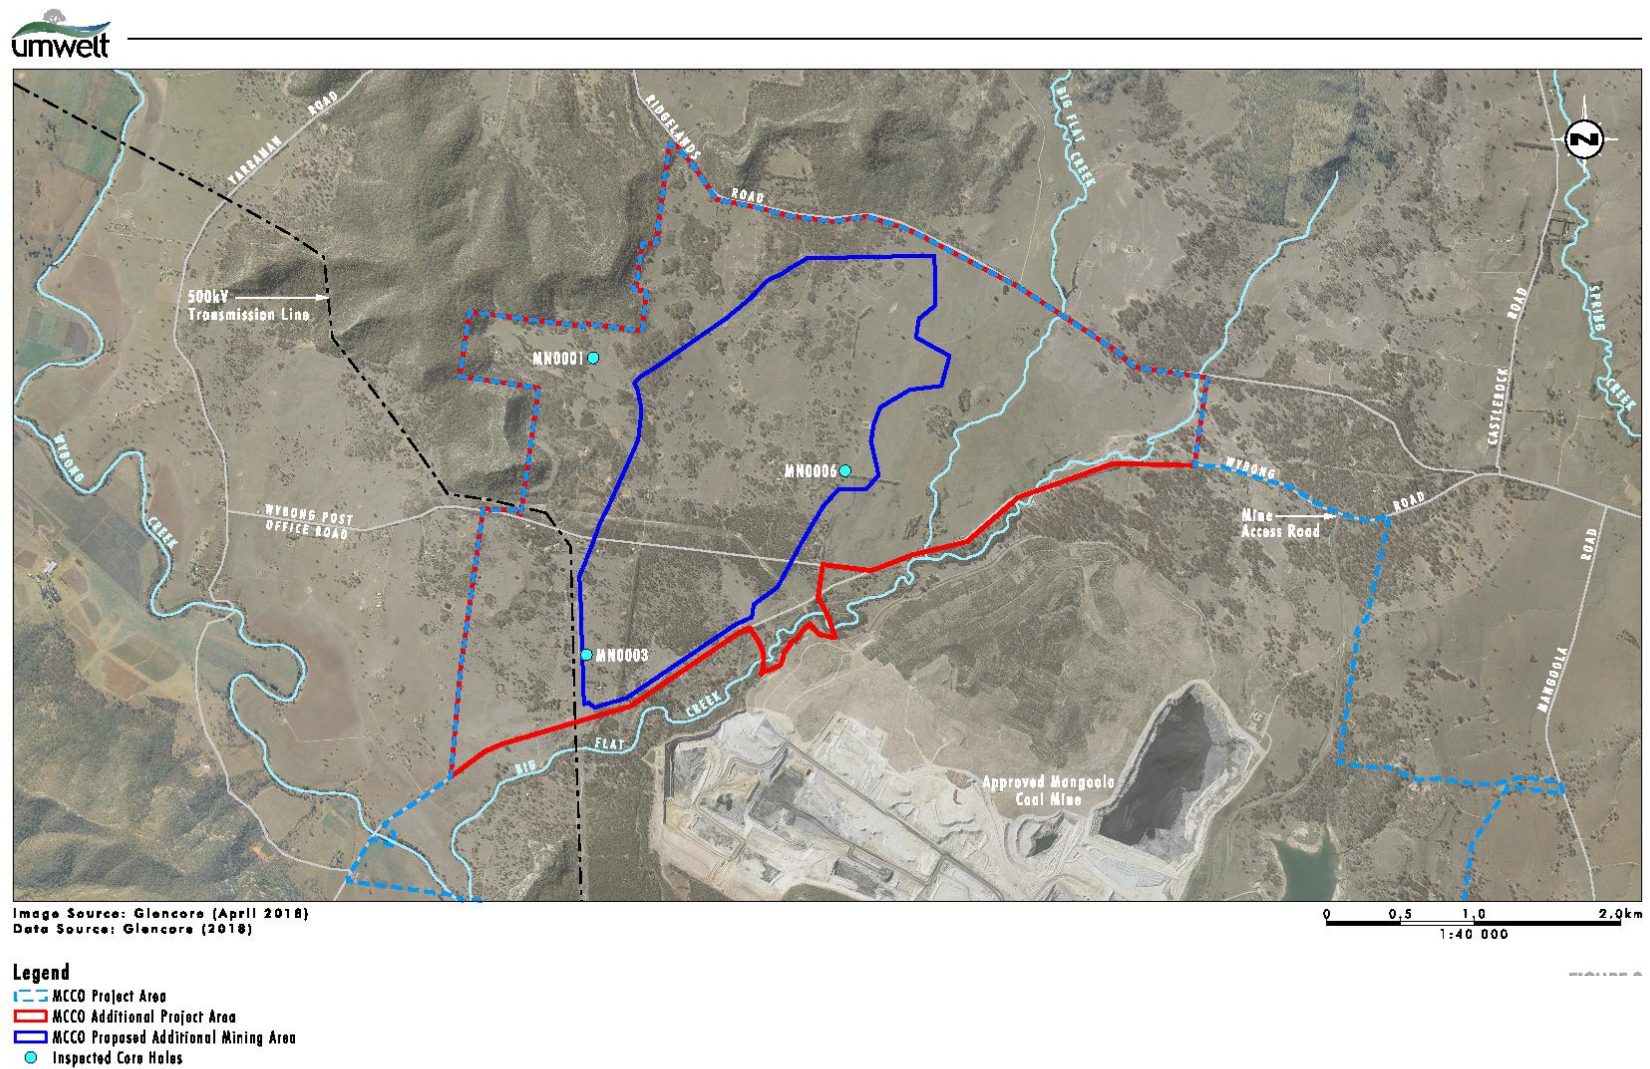 umwelt
YARRAMAN ROAD
RIDGELANDS ROAD
BIG FLAT CREEK
N
500kV
Transmission Line
MN0001
CASTLEROCK ROAD
SPRING CREEK
WYBONG CREEK
MN0006
WYBONG ROAD
WYBONG POST
OFFICE ROAD
Mine
Access Road
ROAD
MANGOOLA
MN0003
BIG FLAT CREEK
Approved Mangoola
Coal Mine
Image Source: Glencore (April 2018)
Data Source: Glencore (2018)
0 0.5 1.0 2.0km
1:40 000
Legend
MCCO Project Area
MCCO Additional Project Area
MCCO Proposed Additional Mining Area
Inspected Core Holes